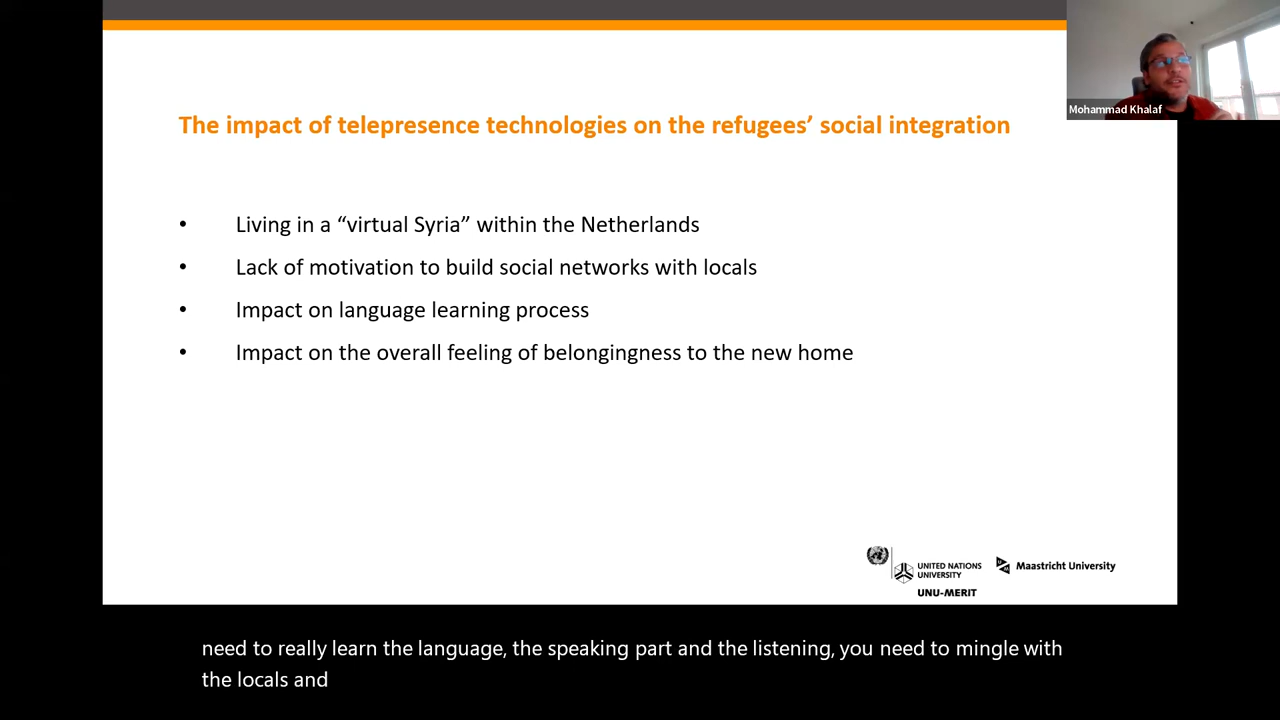 Mohammad Khalaf
The impact of telepresence technologies on the refugees’ social integration
• Living in a “virtual Syria” within the Netherlands
• Lack of motivation to build social networks with locals
• Impact on language learning process
• Impact on the overall feeling of belongingness to the new home
UNITED NATIONS
UNIVERSITY
UNU-MERIT
Maastricht University
need to really learn the language, the speaking part and the listening, you need to mingle with
the locals and